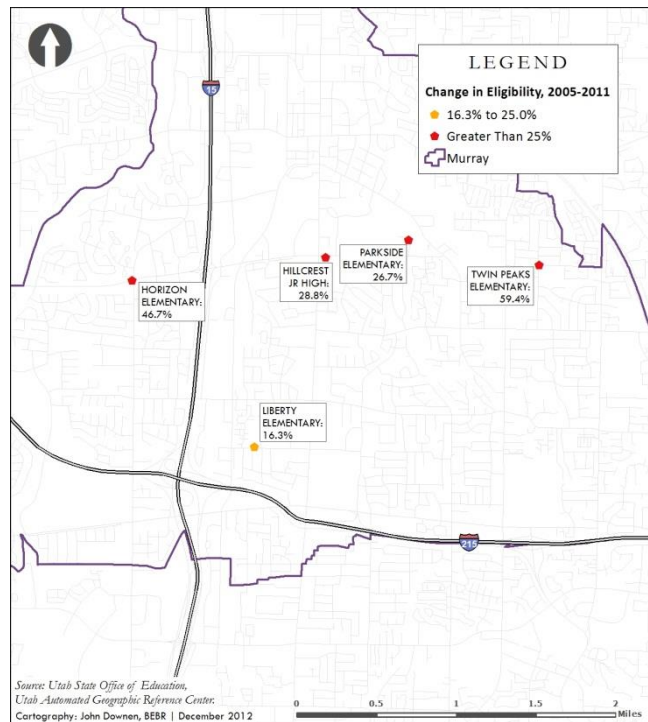 LEGEND
Change in Eligibility, 2005-2011
16.3% to 25.0%
Greater Than 25%
Murray
15
PARKSIDE
ELEMENTARY:
26.7%
HILLCREST
JR HIGH:
28.8%
TWIN PEAKS
ELEMENTARY:
59.4%
HORIZON
ELEMENTARY:
46.7%
LIBERTY
ELEMENTARY:
16.3%
215
Source: Utah State Office of Education,
Utah Automated Geographic Reference Center.
Cartography: John Downen, BEBR | December 2012
0 0.5 1 1.5 2
Miles